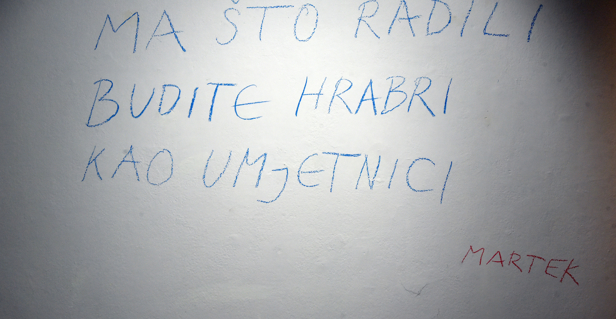 MA ŠTO RADILI
BUDITE HRABRI
KAO UMJETNICI
MARTEK